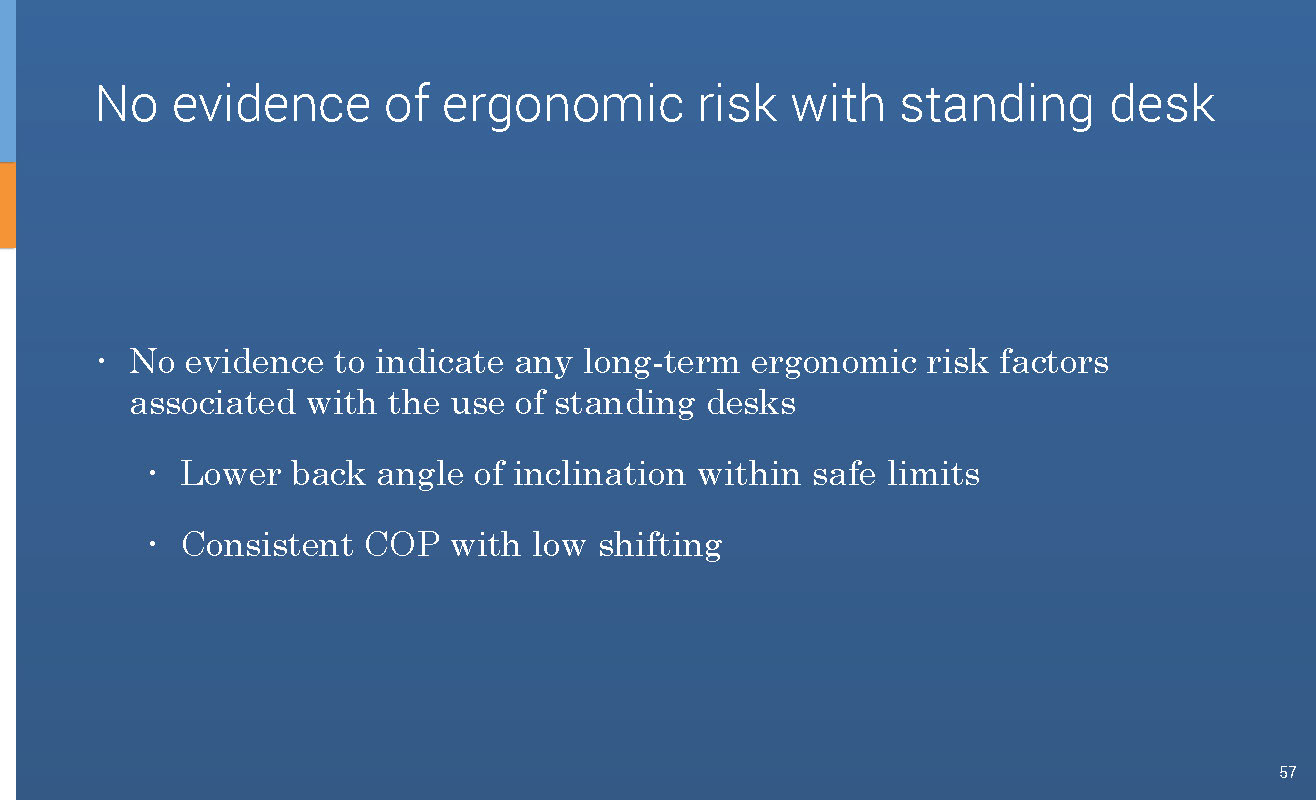 No evidence of ergonomic risk with standing desk
· No evidence to indicate any long-term ergonomic risk factors
associated with the use of standing desks
· Lower back angle of inclination within safe limits
· Consistent COP with low shifting
57